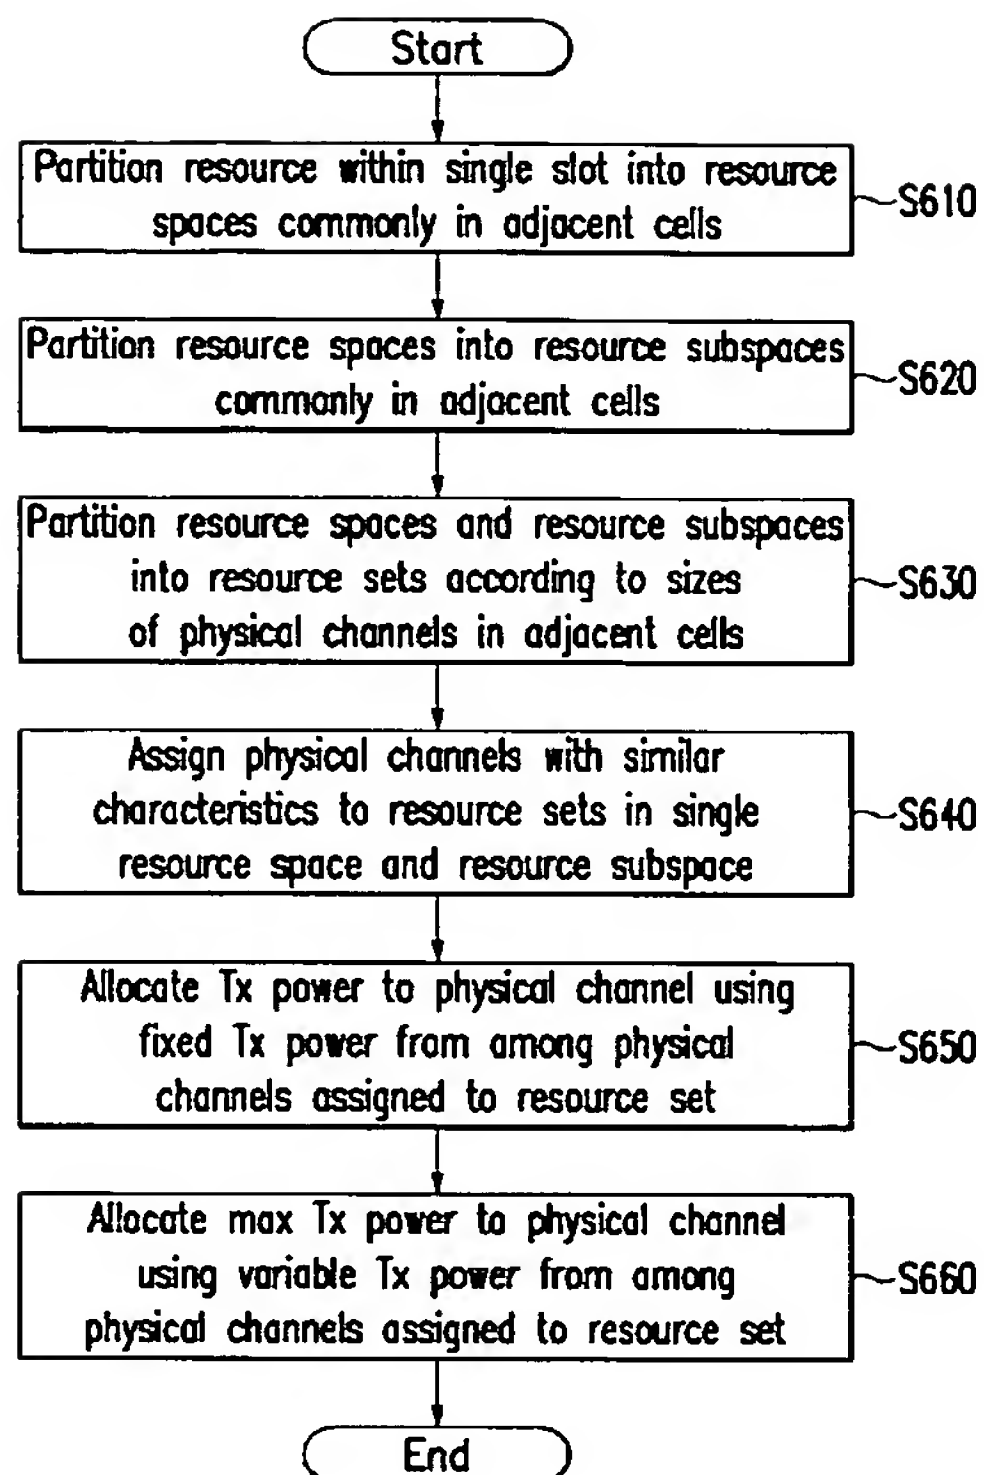 Start
Partition resource within single slot into resource
spaces commonly in adjacent cells
S610
Partition resource spaces into resource subspaces
commonly in adjacent cells
S620
Partition resource spaces and resource subspaces
into resource sets according to sizes
of physical channels in adjacent cells
S630
Assign physical channels with similar
characteristics to resource sets in single
resource space and resource subspace
S640
Allocate Tx power to physical channel using
fixed Tx power from among physical
channels assigned to resource set
S650
Allocate max Tx power to physical channel
using variable Tx power from among
physical channels assigned to resource set
S660
End